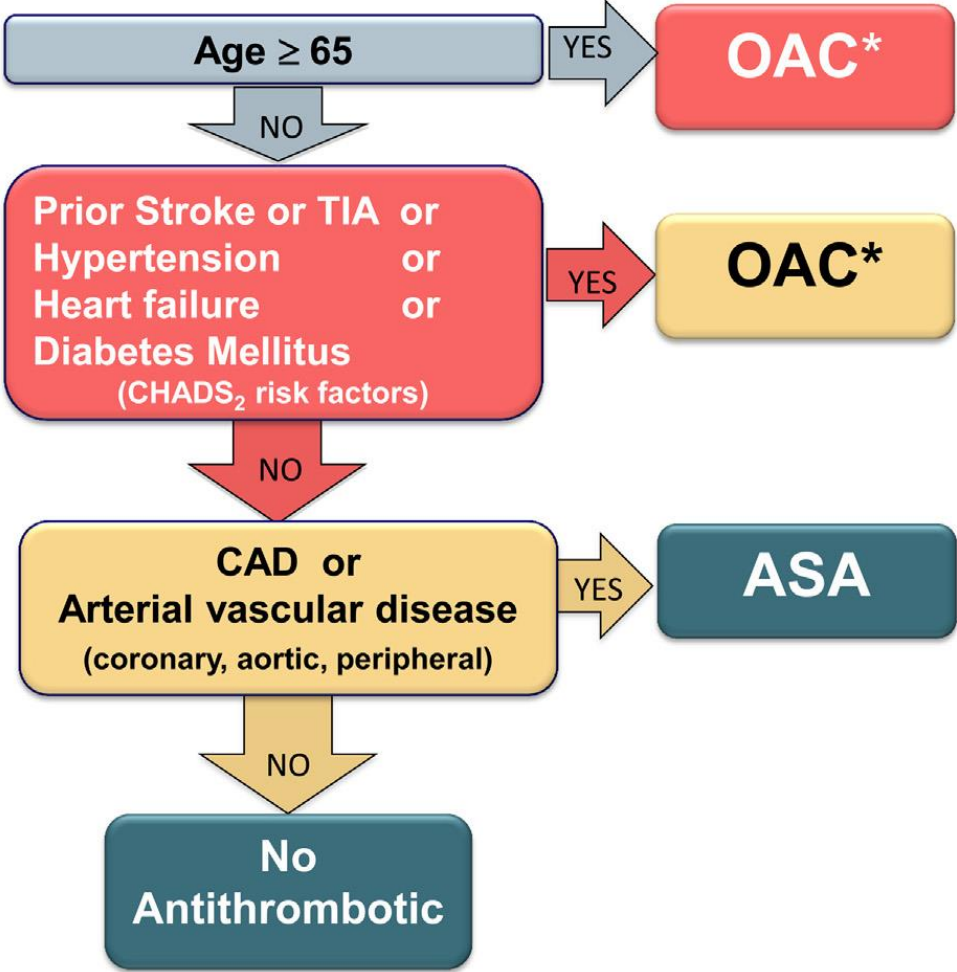 Age ≥ 65
YES
OAC*
NO
Prior Stroke or TIA or
Hypertension or
Heart failure or
Diabetes Mellitus
(CHADS₂ risk factors)
YES
OAC*
NO
CAD or
Arterial vascular disease
(coronary, aortic, peripheral)
YES
ASA
NO
No
Antithrombotic